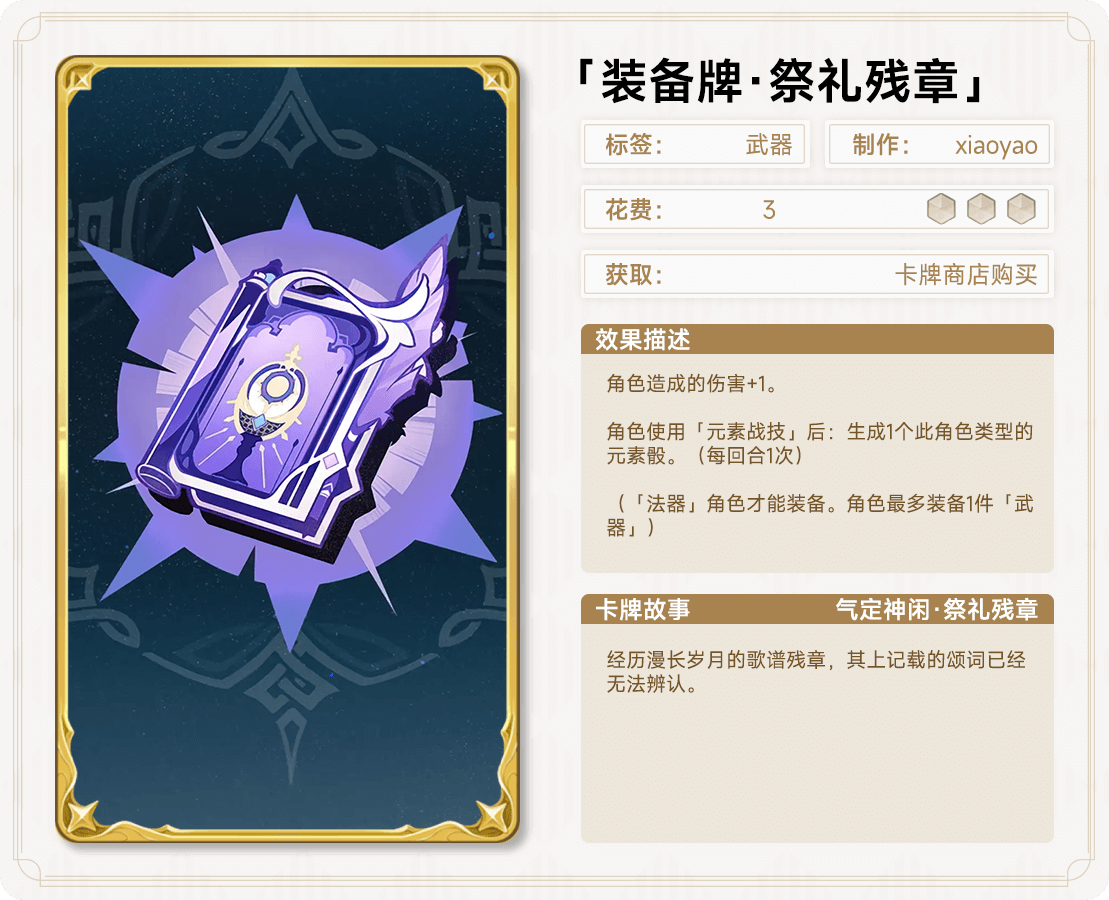 「装备牌·祭礼残章」
标签： 武器 制作： xiaoyao
花费： 3
获取： 卡牌商店购买
效果描述
角色造成的伤害+1。
角色使用「元素战技」后：生成1个此角色类型的
元素骰。（每回合1次）
（「法器」角色才能装备。角色最多装备1件「武
器」）
卡牌故事 气定神闲·祭礼残章
经历漫长岁月的歌谱残章，其上记载的颂词已经
无法辨认。